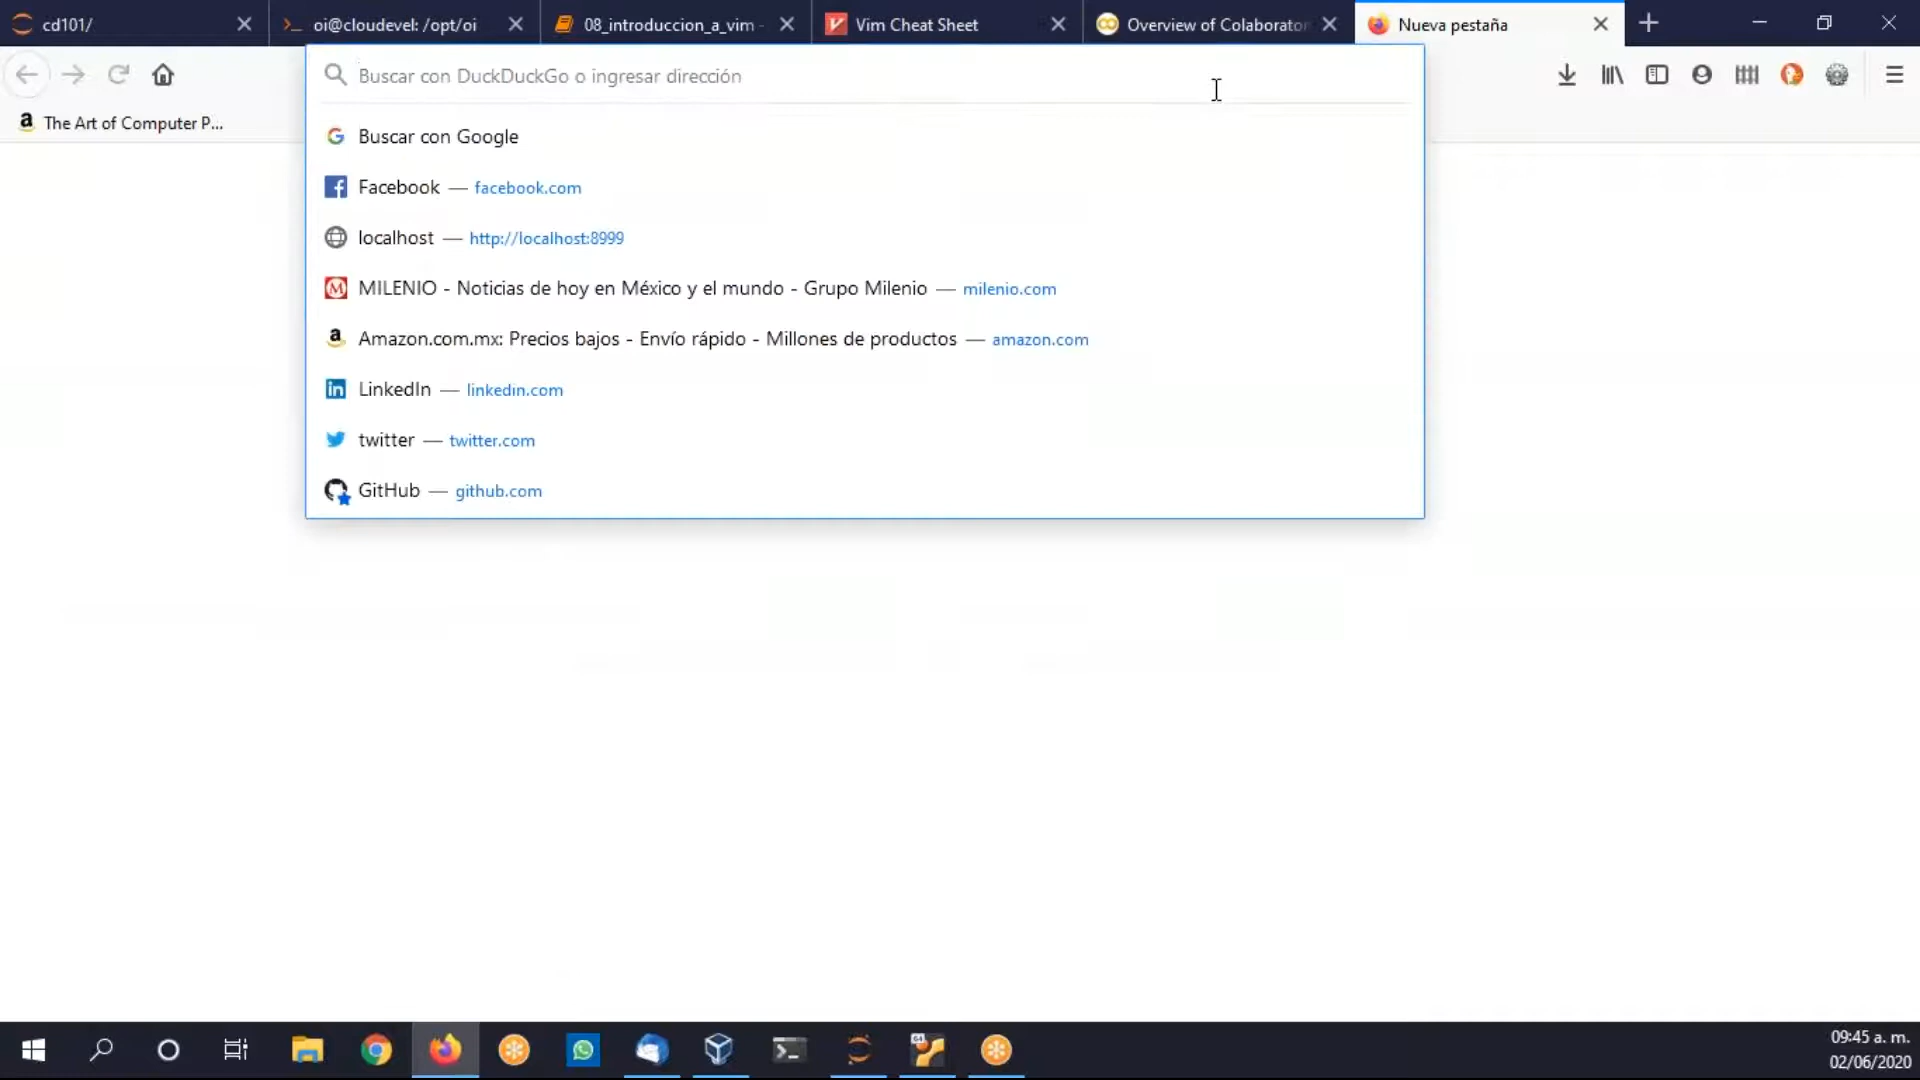 cd101/
oi@cloudevel: /opt/oi
08_introduccion_a_vim -
Vim Cheat Sheet
Overview of Colaborator
Nueva pestaña
Buscar con DuckDuckGo o ingresar dirección
The Art of Computer P...
Buscar con Google
Facebook — facebook.com
localhost — http://localhost:8999
MILENIO - Noticias de hoy en México y el mundo - Grupo Milenio — milenio.com
Amazon.com.mx: Precios bajos - Envío rápido - Millones de productos — amazon.com
LinkedIn — linkedin.com
twitter — twitter.com
GitHub — github.com
09:45 a. m.
02/06/2020